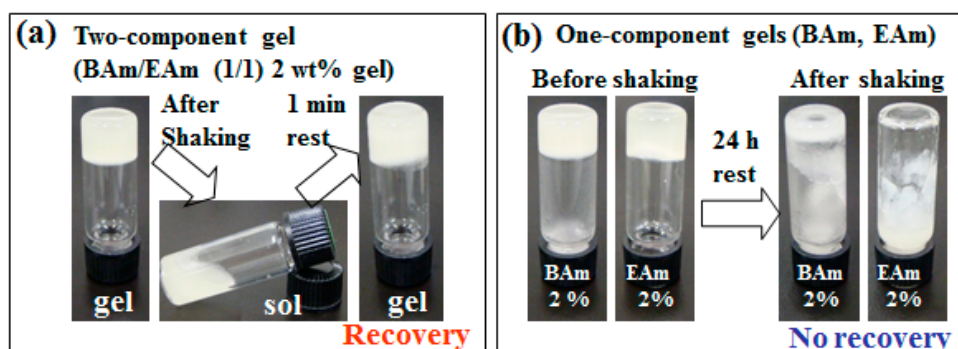 (a) Two-component gel
(BAm/EAm (1/1) 2 wt% gel)
After
Shaking
1 min
rest
gel
sol
gel
Recovery
(b) One-component gels (BAm, EAm)
Before shaking
After shaking
24 h
rest
BAm
2 %
EAm
2%
BAm
2%
EAm
2%
No recovery